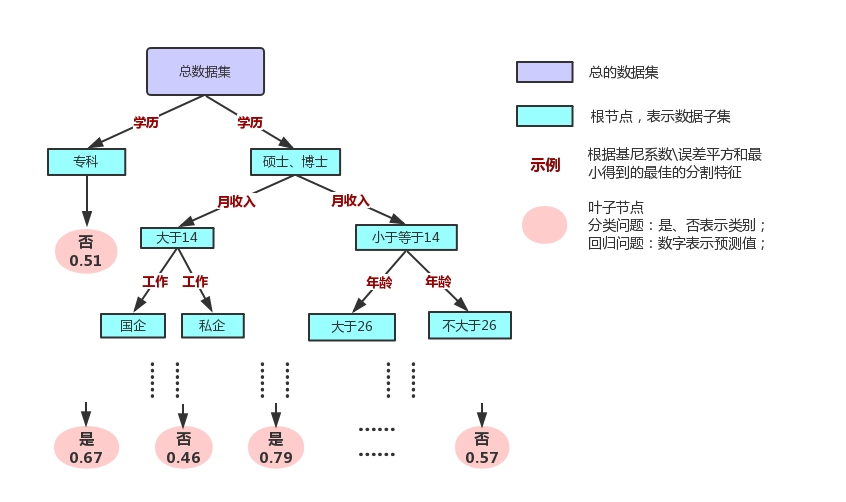 总数据集
总的数据集
根节点，表示数据子集
学历
学历
专科
硕士、博士
示例
根据基尼系数\误差平方和最
小得到的最佳的分割特征
月收入
月收入
叶子节点
分类问题：是、否表示类别；
回归问题：数字表示预测值；
否
0.51
大于14
小于等于14
工作
工作
年龄
年龄
国企
私企
大于26
不大于26
是
0.67
否
0.46
是
0.79
......
......
否
0.57